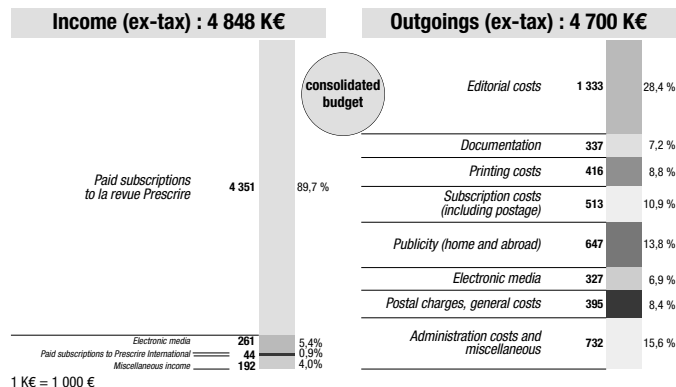 Income (ex-tax) : 4 848 K€
Outgoings (ex-tax) : 4 700 K€
consolidated
budget
Paid subscriptions
to la revue Prescrire
4 351
89,7 %
Electronic media
261
5,4%
Paid subscriptions to Prescrire International
44
0,9%
Miscellaneous income
192
4,0%
1 K€ = 1 000 €
Editorial costs
1 333
28,4 %
Documentation
337
7,2 %
Printing costs
416
8,8 %
Subscription costs
(including postage)
513
10,9 %
Publicity (home and abroad)
647
13,8 %
Electronic media
327
6,9 %
Postal charges, general costs
395
8,4 %
Administration costs and
miscellaneous
732
15,6 %